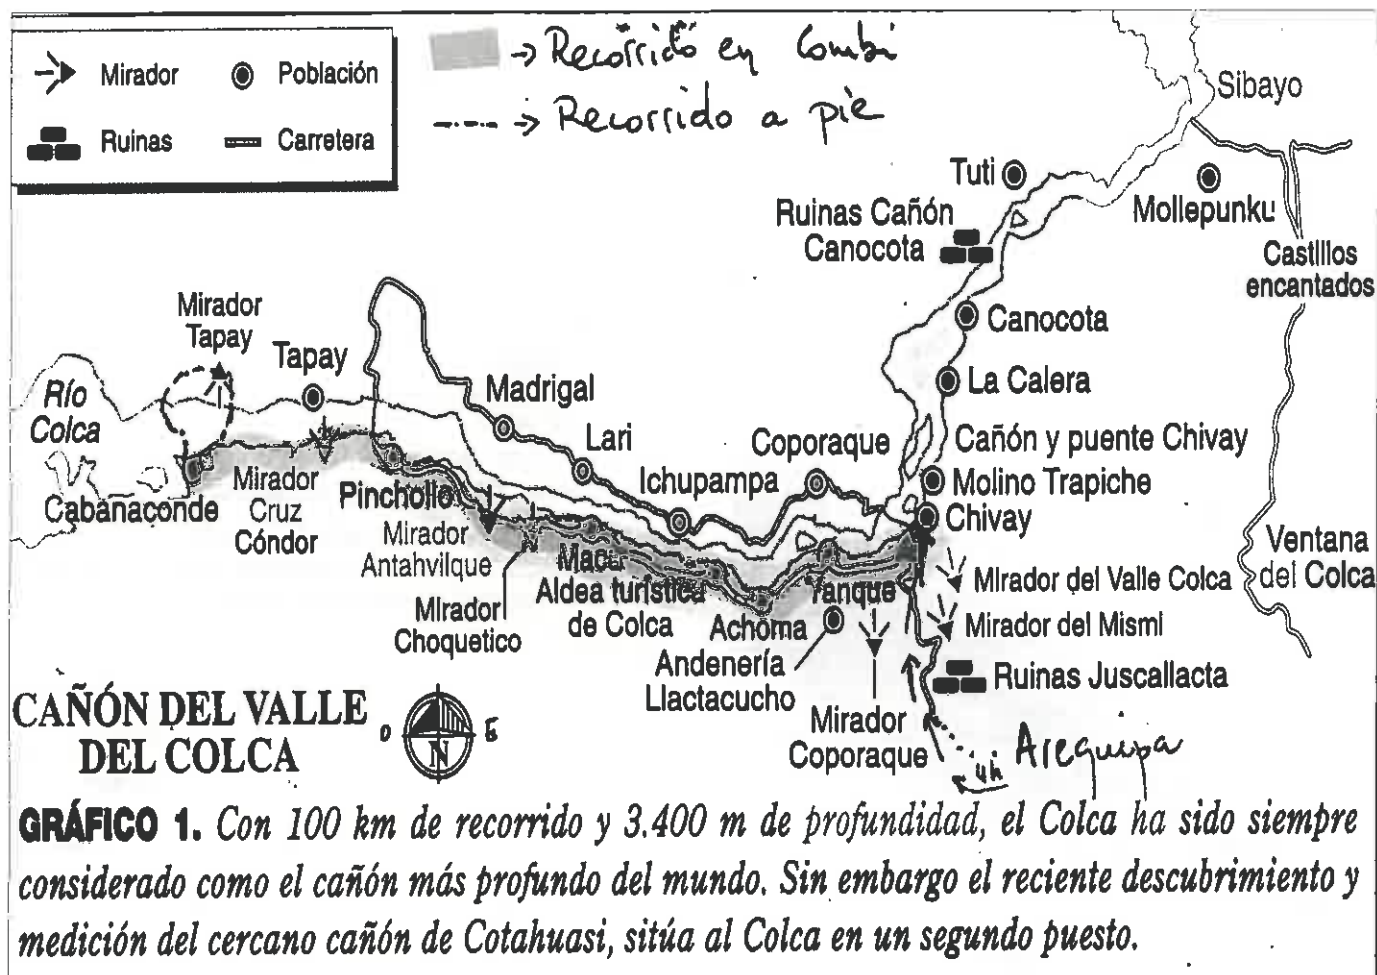 Mirador
Población
Ruinas
Carretera
→ Recorrido en Combi
→ Recorrido a pie
Sibayo
Tuti
Mollepunku
Ruinas Cañón
Canocota
Castillos
encantados
Canocota
Mirador
Tapay
Tapay
La Calera
Río
Colca
Madrigal
Lari
Coporaque
Cañón y puente Chivay
Ichupampa
Molino Trapiche
Chivay
Cabanaconde
Mirador
Cruz
Cóndor
Pinchollo
Mirador
Antahvilque
Maca
Aldea turística
de Colca
Mirador
Choquetico
Yanque
Achoma
Andenería
Llactacucho
Mirador
Coporaque
Mirador del Valle Colca
Mirador del Mismi
Ruinas Juscallacta
Ventana
del Colca
4h
Arequipa
CAÑÓN DEL VALLE
DEL COLCA
O
N
E
GRÁFICO 1. Con 100 km de recorrido y 3.400 m de profundidad, el Colca ha sido siempre
considerado como el cañón más profundo del mundo. Sin embargo el reciente descubrimiento y
medición del cercano cañón de Cotahuasi, sitúa al Colca en un segundo puesto.